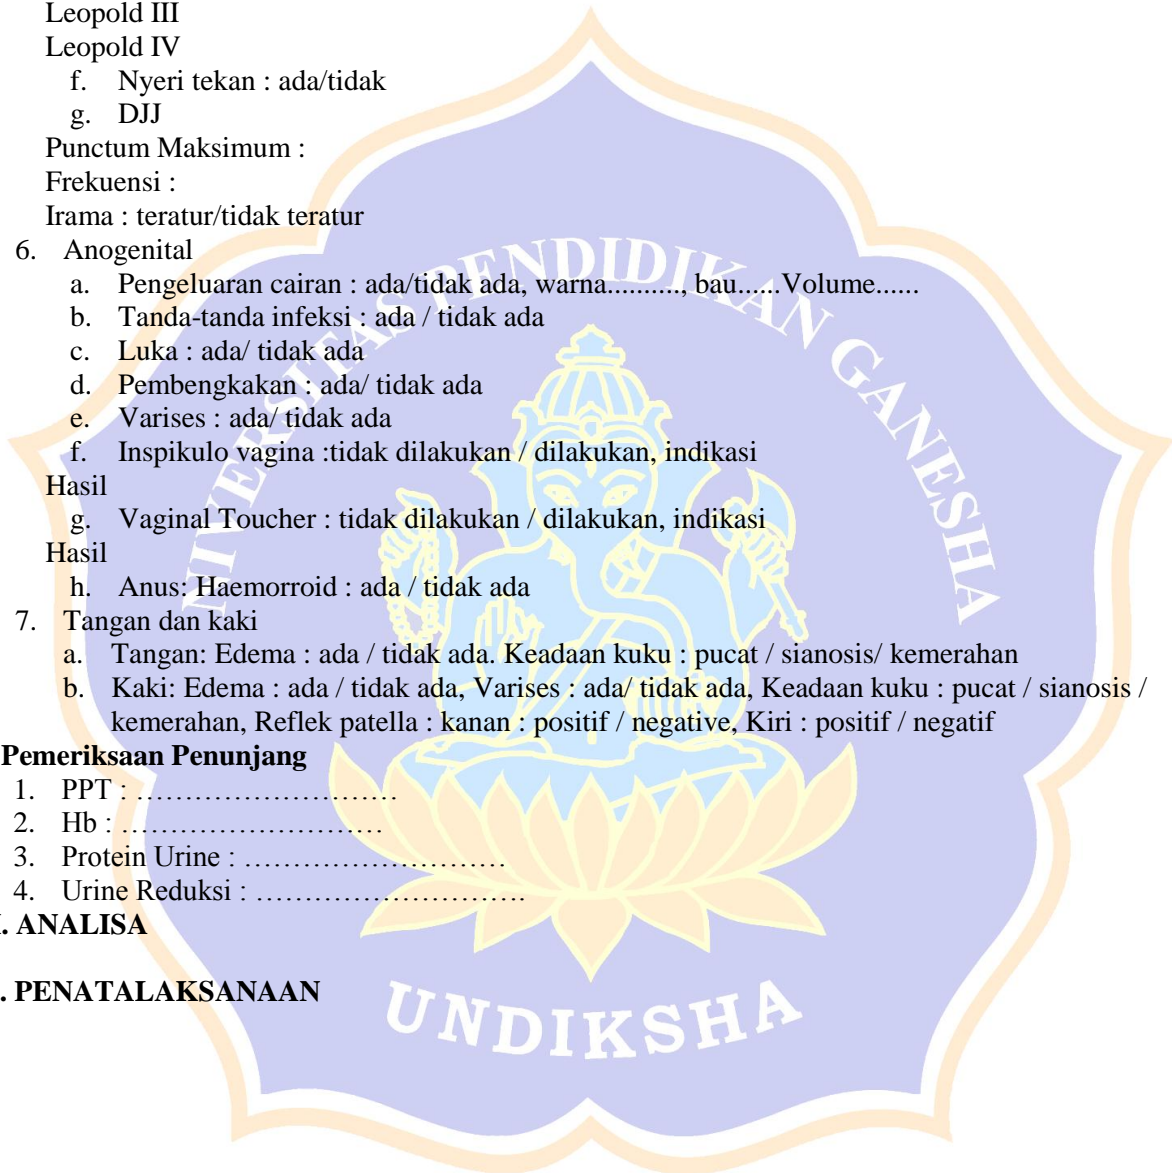 Leopold III
Leopold IV
f. Nyeri tekan : ada/tidak
g. DJJ
Punctum Maksimum :
Frekuensi :
Irama : teratur/tidak teratur
6. Anogenital
a. Pengeluaran cairan : ada/tidak ada, warna.........., bau......Volume......
b. Tanda-tanda infeksi : ada / tidak ada
c. Luka : ada/ tidak ada
d. Pembengkakan : ada/ tidak ada
e. Varises : ada/ tidak ada
f. Inspikulo vagina :tidak dilakukan / dilakukan, indikasi
Hasil
g. Vaginal Toucher : tidak dilakukan / dilakukan, indikasi
Hasil
h. Anus: Haemorroid : ada / tidak ada
7. Tangan dan kaki
a. Tangan: Edema : ada / tidak ada. Keadaan kuku : pucat / sianosis/ kemerahan
b. Kaki: Edema : ada / tidak ada, Varises : ada/ tidak ada, Keadaan kuku : pucat / sianosis /
kemerahan, Reflek patella : kanan : positif / negative, Kiri : positif / negatif
Pemeriksaan Penunjang
1. PPT : ………………………
2. Hb : ………………………
3. Protein Urine : ………………………
4. Urine Reduksi : ……………………….
. ANALISA
. PENATALAKSANAAN
UNIVERSITAS PENDIDIKAN GANESHA
UNDIKSHA